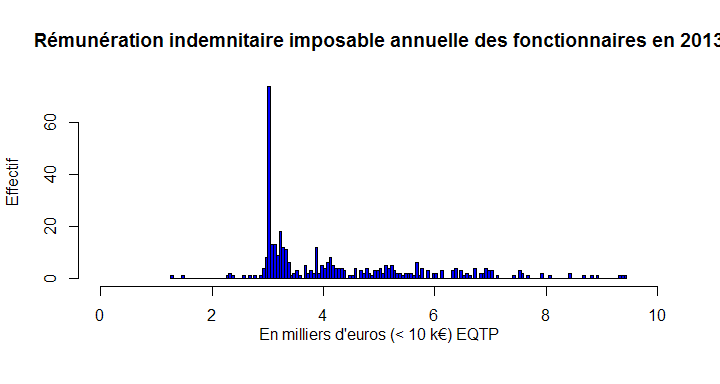 Rémunération indemnitaire imposable annuelle des fonctionnaires en 2013
Effectif
60
40
20
0
0 2 4 6 8 10
En milliers d'euros (< 10 k€) EQTP